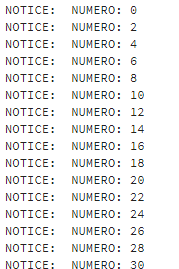 NOTICE:  NUMERO: 0
NOTICE:  NUMERO: 2
NOTICE:  NUMERO: 4
NOTICE:  NUMERO: 6
NOTICE:  NUMERO: 8
NOTICE:  NUMERO: 10
NOTICE:  NUMERO: 12
NOTICE:  NUMERO: 14
NOTICE:  NUMERO: 16
NOTICE:  NUMERO: 18
NOTICE:  NUMERO: 20
NOTICE:  NUMERO: 22
NOTICE:  NUMERO: 24
NOTICE:  NUMERO: 26
NOTICE:  NUMERO: 28
NOTICE:  NUMERO: 30